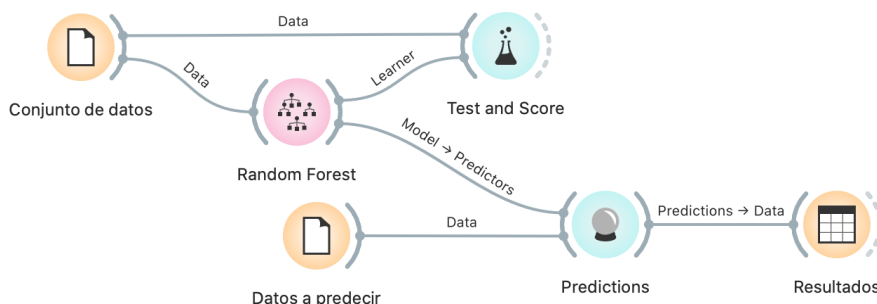 Data
Conjunto de datos
Data
Learner
Test and Score
Random Forest
Model → Predictors
Datos a predecir
Data
Predictions
Predictions → Data
Resultados